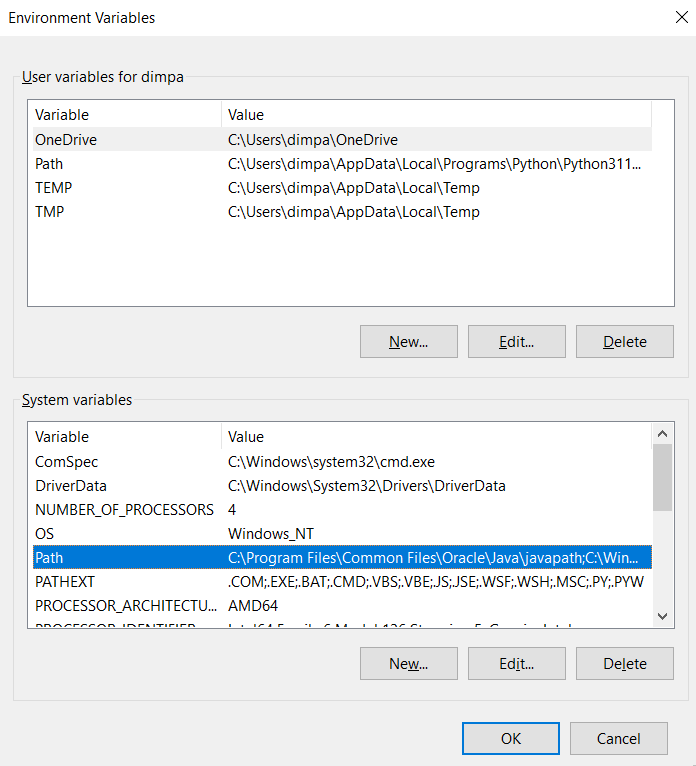 Environment Variables
User variables for dimpa
Variable Value
OneDrive C:\Users\dimpa\OneDrive
Path C:\Users\dimpa\AppData\Local\Programs\Python\Python311...
TEMP C:\Users\dimpa\AppData\Local\Temp
TMP C:\Users\dimpa\AppData\Local\Temp
New... Edit... Delete
System variables
Variable Value
ComSpec C:\Windows\system32\cmd.exe
DriverData C:\Windows\System32\Drivers\DriverData
NUMBER_OF_PROCESSORS 4
OS Windows_NT
Path C:\Program Files\Common Files\Oracle\Java\javapath;C:\Win...
PATHEXT .COM;.EXE;.BAT;.CMD;.VBS;.VBE;.JS;.JSE;.WSF;.WSH;.MSC;.PY;.PYW
PROCESSOR_ARCHITECTU... AMD64
New... Edit... Delete
OK Cancel